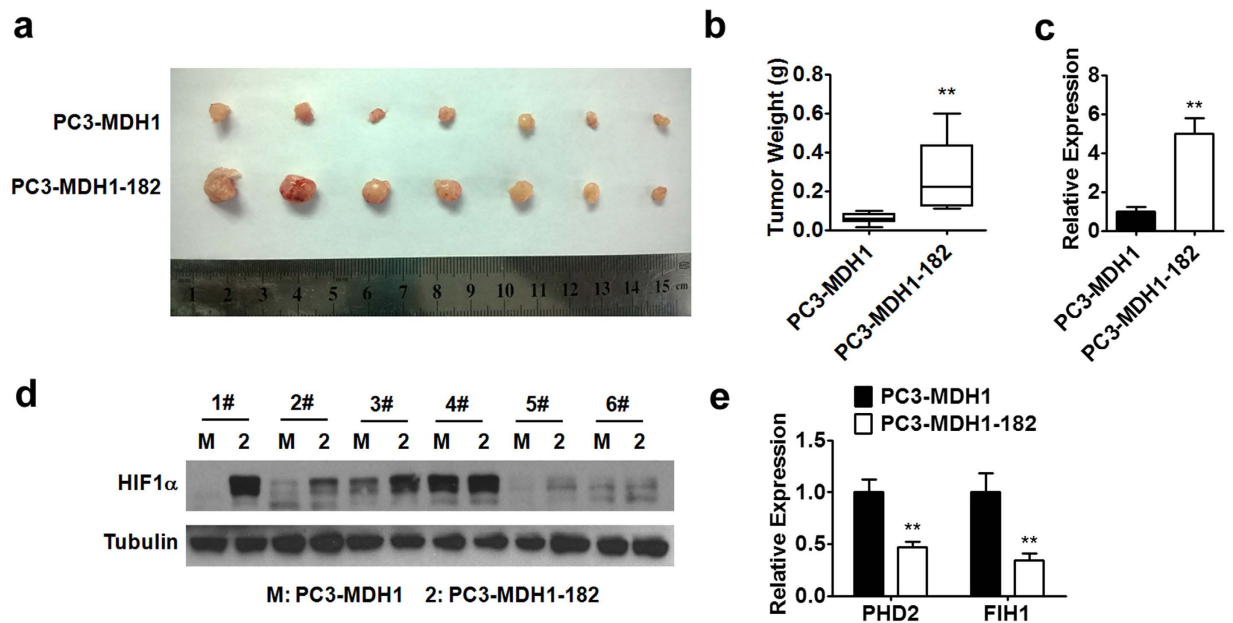 a
PC3-MDH1
PC3-MDH1-182
1 2 3 4 5 6 7 8 9 10 11 12 13 14 15 cm
b
Tumor Weight (g)
0.8
0.6
0.4
0.2
0.0
**
PC3-MDH1
PC3-MDH1-182
c
Relative Expression
8
6
4
2
0
**
PC3-MDH1
PC3-MDH1-182
d
1# 2# 3# 4# 5# 6#
M 2 M 2 M 2 M 2 M 2 M 2
HIF1α
Tubulin
M: PC3-MDH1 2: PC3-MDH1-182
e
PC3-MDH1
PC3-MDH1-182
Relative Expression
1.5
1.0
0.5
0.0
** **
PHD2 FIH1